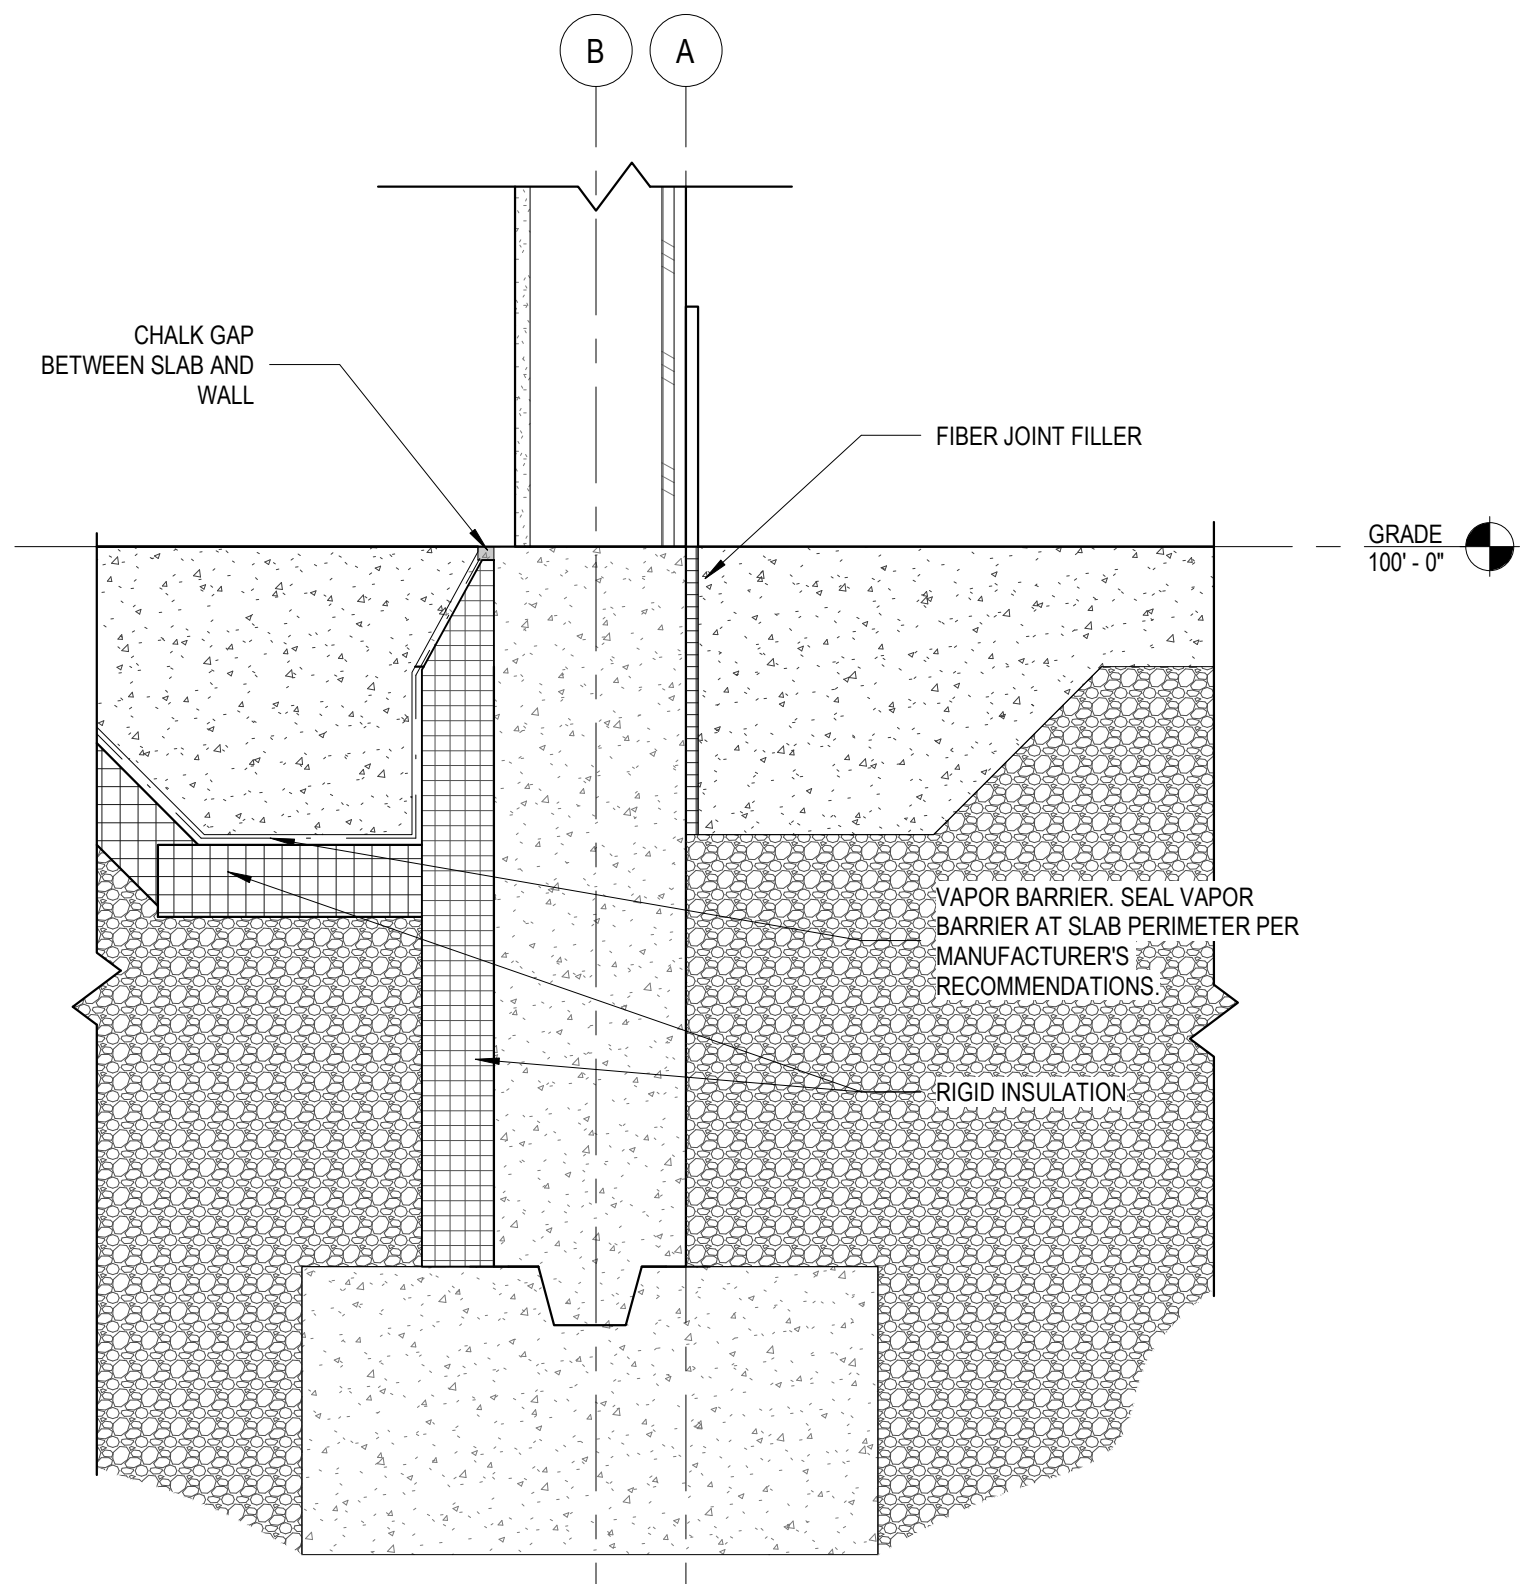 B
A
CHALK GAP
BETWEEN SLAB AND
WALL
FIBER JOINT FILLER
GRADE
100' - 0"
VAPOR BARRIER. SEAL VAPOR
BARRIER AT SLAB PERIMETER PER
MANUFACTURER'S
RECOMMENDATIONS.
RIGID INSULATION